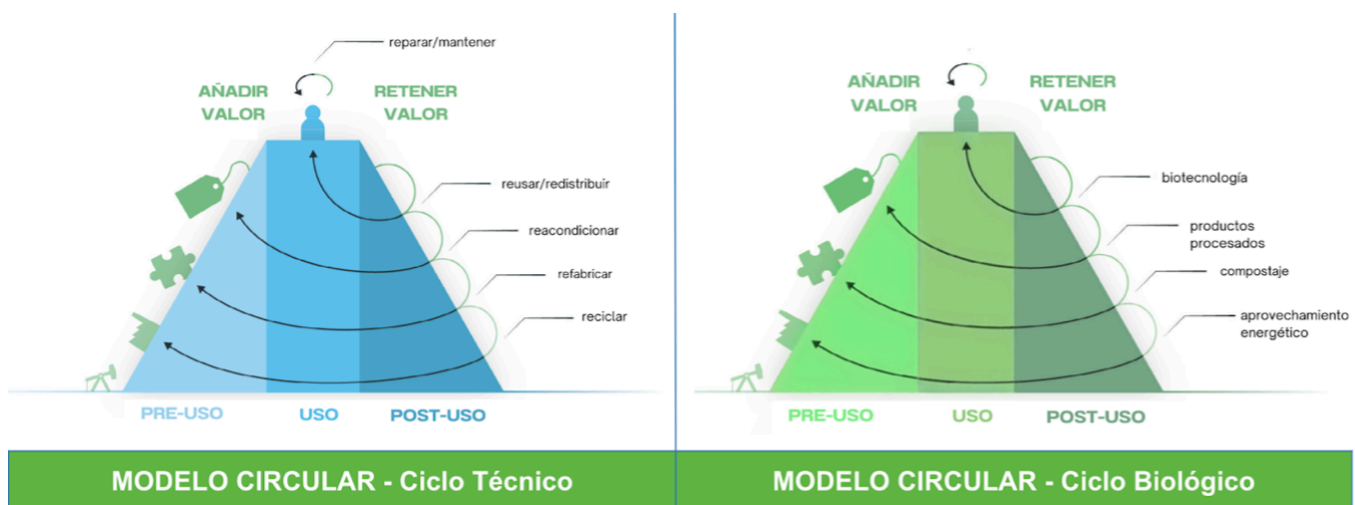 reparar/mantener
AÑADIR
VALOR
RETENER
VALOR
reusar/redistribuir
reacondicionar
refabricar
reciclar
PRE-USO
USO
POST-USO
MODELO CIRCULAR - Ciclo Técnico
AÑADIR
VALOR
RETENER
VALOR
biotecnología
productos
procesados
compostaje
aprovechamiento
energético
PRE-USO
USO
POST-USO
MODELO CIRCULAR - Ciclo Biológico